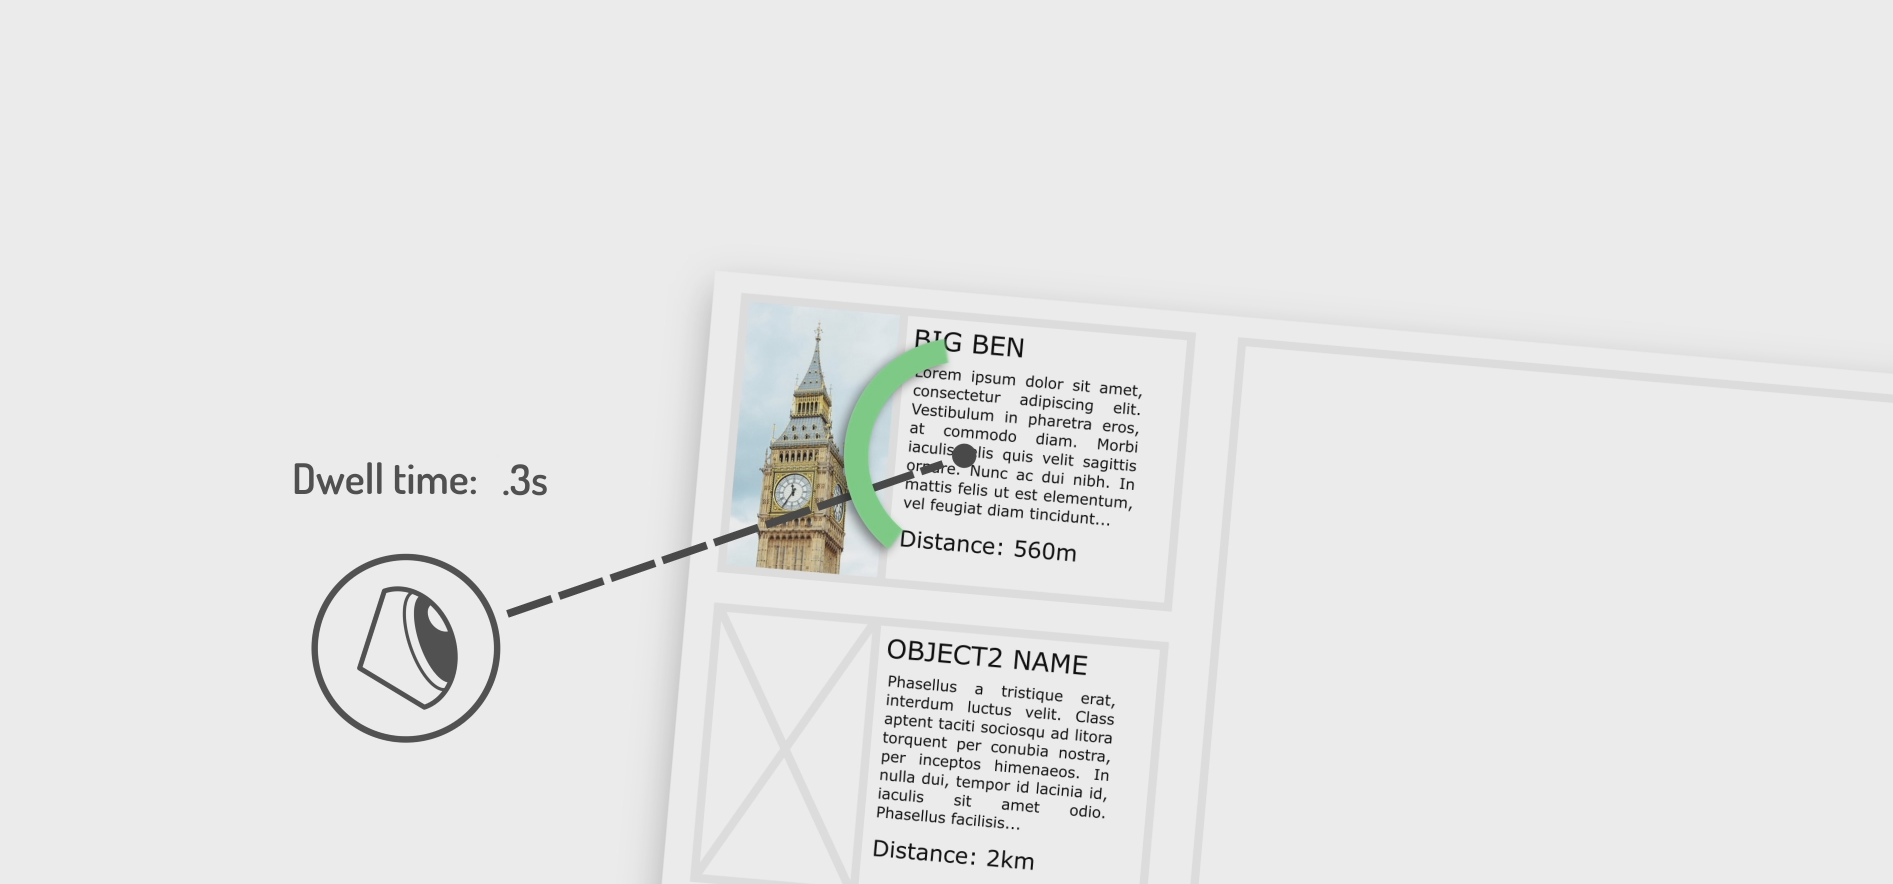 Dwell time: .3s
BIG BEN
Lorem ipsum dolor sit amet,
consectetur adipiscing elit.
Vestibulum in pharetra eros,
at commodo diam. Morbi
iaculis felis quis velit sagittis
ornare. Nunc ac dui nibh. In
mattis felis ut est elementum,
vel feugiat diam tincidunt...
Distance: 560m
OBJECT2 NAME
Phasellus a tristique erat,
interdum luctus velit. Class
aptent taciti sociosqu ad litora
torquent per conubia nostra,
per inceptos himenaeos. In
nulla dui, tempor id lacinia id,
iaculis sit amet odio.
Phasellus facilisis...
Distance: 2km